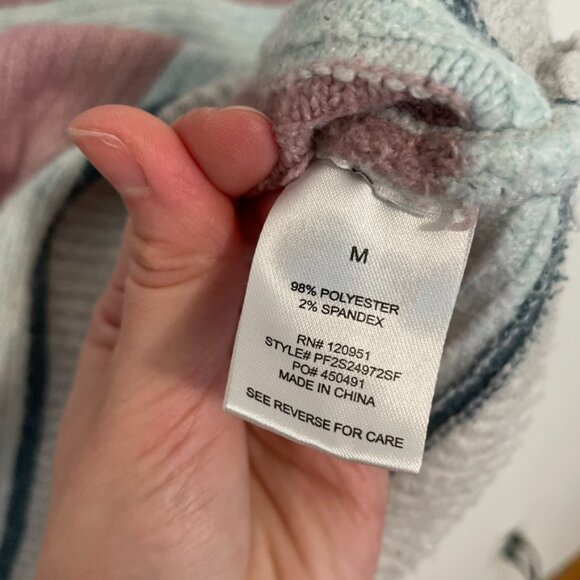 M
98% POLYESTER
2% SPANDEX
RN# 120951
STYLE# PF2S24972SF
PO# 450491
MADE IN CHINA
SEE REVERSE FOR CARE